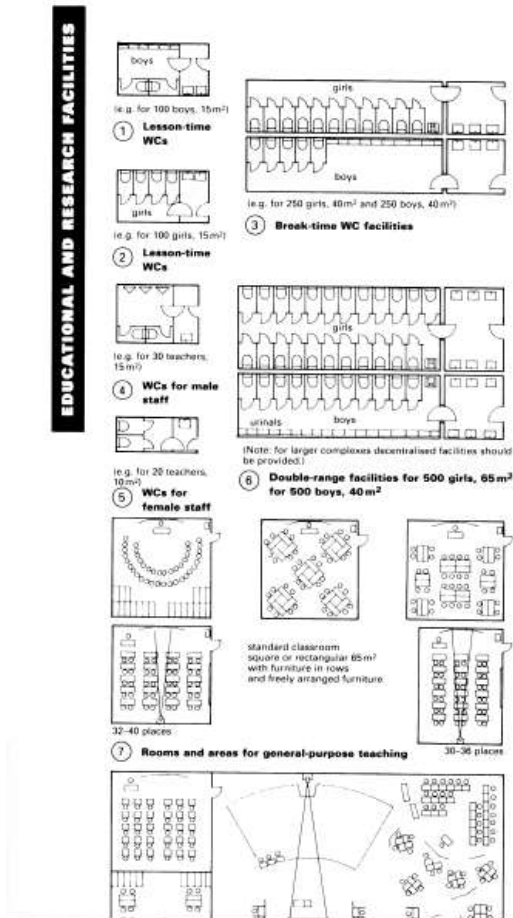 EDUCATIONAL AND RESEARCH FACILITIES
boys
(e.g. for 100 boys, 15m²)
1 Lesson-time
WCs
girls
(e.g. for 100 girls, 15m²)
2 Lesson-time
WCs
girls
boys
(e.g. for 250 girls, 40m² and 250 boys, 40m²)
3 Break-time WC facilities
(e.g. for 30 teachers,
15m²)
4 WCs for male
staff
(e.g. for 20 teachers,
10m²)
5 WCs for
female staff
girls
urinals boys
(Note: for larger complexes decentralised facilities should
be provided.)
6 Double-range facilities for 500 girls, 65m²
for 500 boys, 40m²
standard classroom
square or rectangular 65m²
with furniture in rows
and freely arranged furniture
32–40 places
30–36 places
7 Rooms and areas for general-purpose teaching